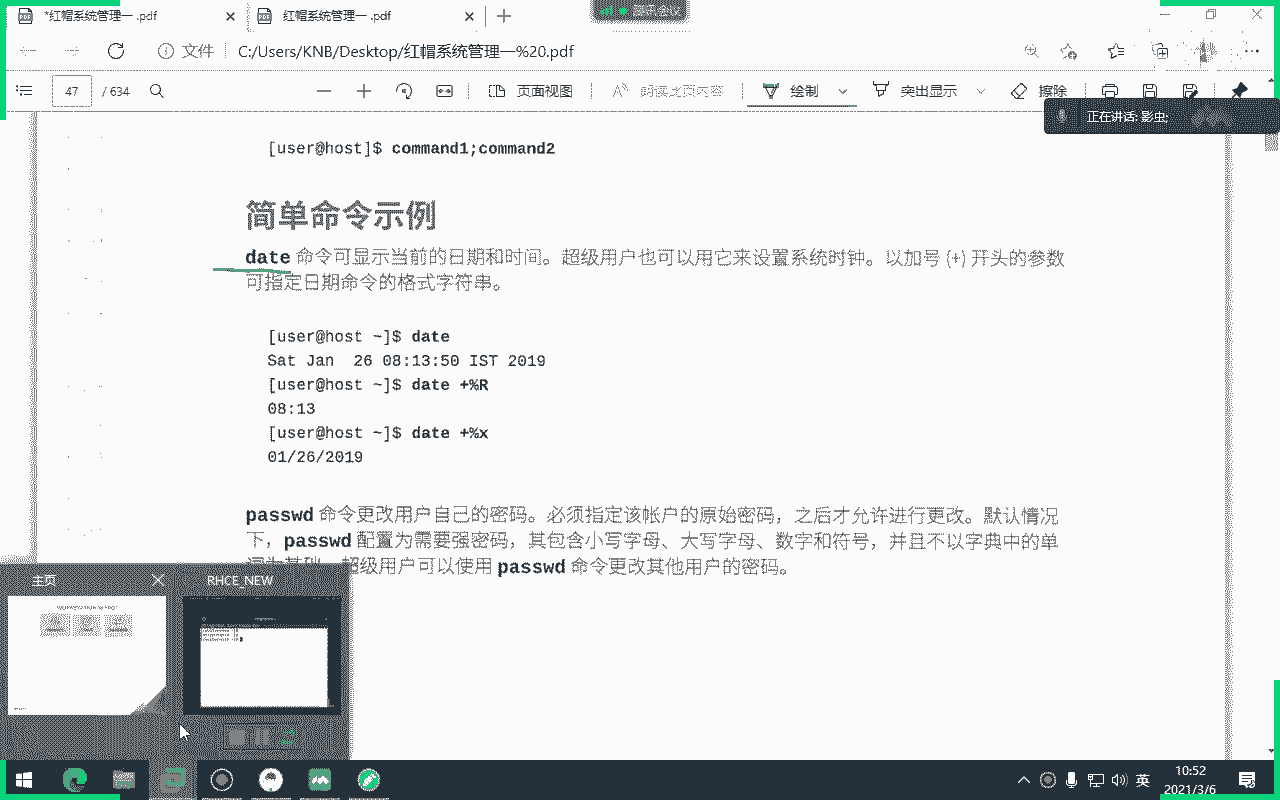 *红帽系统管理一 .pdf
红帽系统管理一 .pdf
腾讯会议
文件
C:/Users/KNB/Desktop/红帽系统管理一%20.pdf
47 / 634
页面视图
朗读此页内容
绘制
突出显示
擦除
正在讲话: 影虫;
[user@host]$ command1;command2
简单命令示例
date 命令可显示当前的日期和时间。超级用户也可以用它来设置系统时钟。以加号 (+) 开头的参数
可指定日期命令的格式字符串。
[user@host ~]$ date
Sat Jan  26 08:13:50 IST 2019
[user@host ~]$ date +%R
08:13
[user@host ~]$ date +%x
01/26/2019
passwd 命令更改用户自己的密码。必须指定该帐户的原始密码，之后才允许进行更改。默认情况
下，passwd 配置为需要强密码，其包含小写字母、大写字母、数字和符号，并且不以字典中的单
词为基础。超级用户可以使用 passwd 命令更改其他用户的密码。
主页
RHCE_NEW
英
10:52
2021/3/6